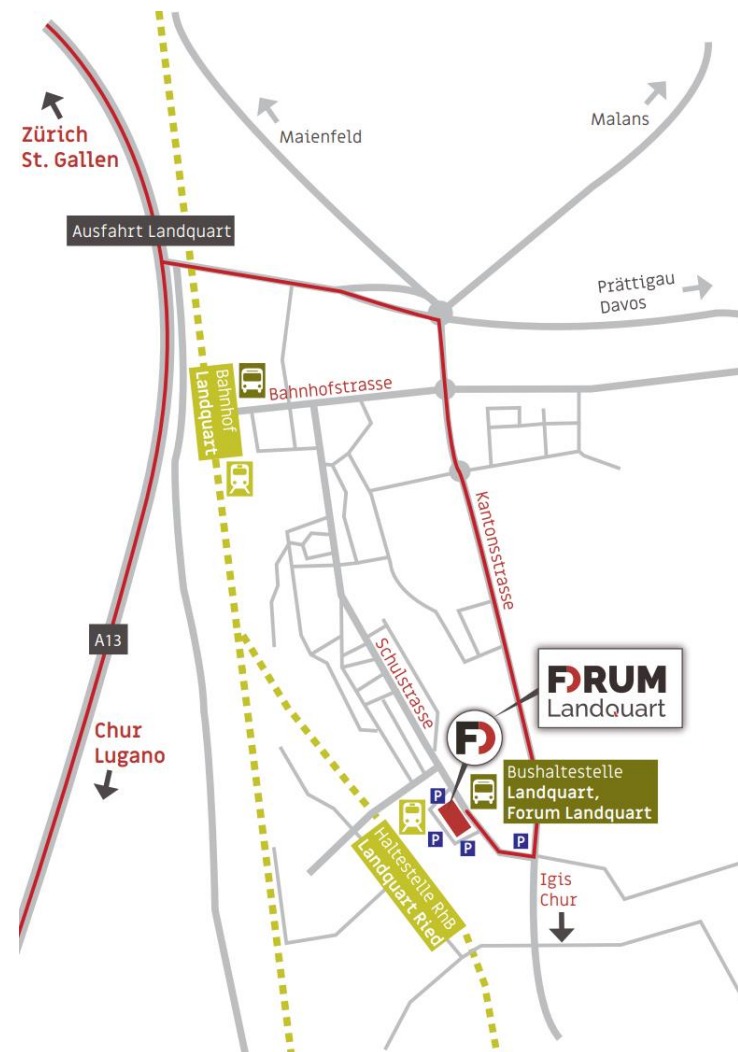 Zürich
St. Gallen
Maienfeld
Malans
Ausfahrt Landquart
Prättigau
Davos
Bahnhof
Landquart
Bahnhofstrasse
Kantonsstrasse
A13
Schulstrasse
FORUM
Landquart
FO
Chur
Lugano
Bushaltestelle
Landquart,
Forum Landquart
P
P
P
P
Haltestelle RhB
Landquart Ried
Igis
Chur